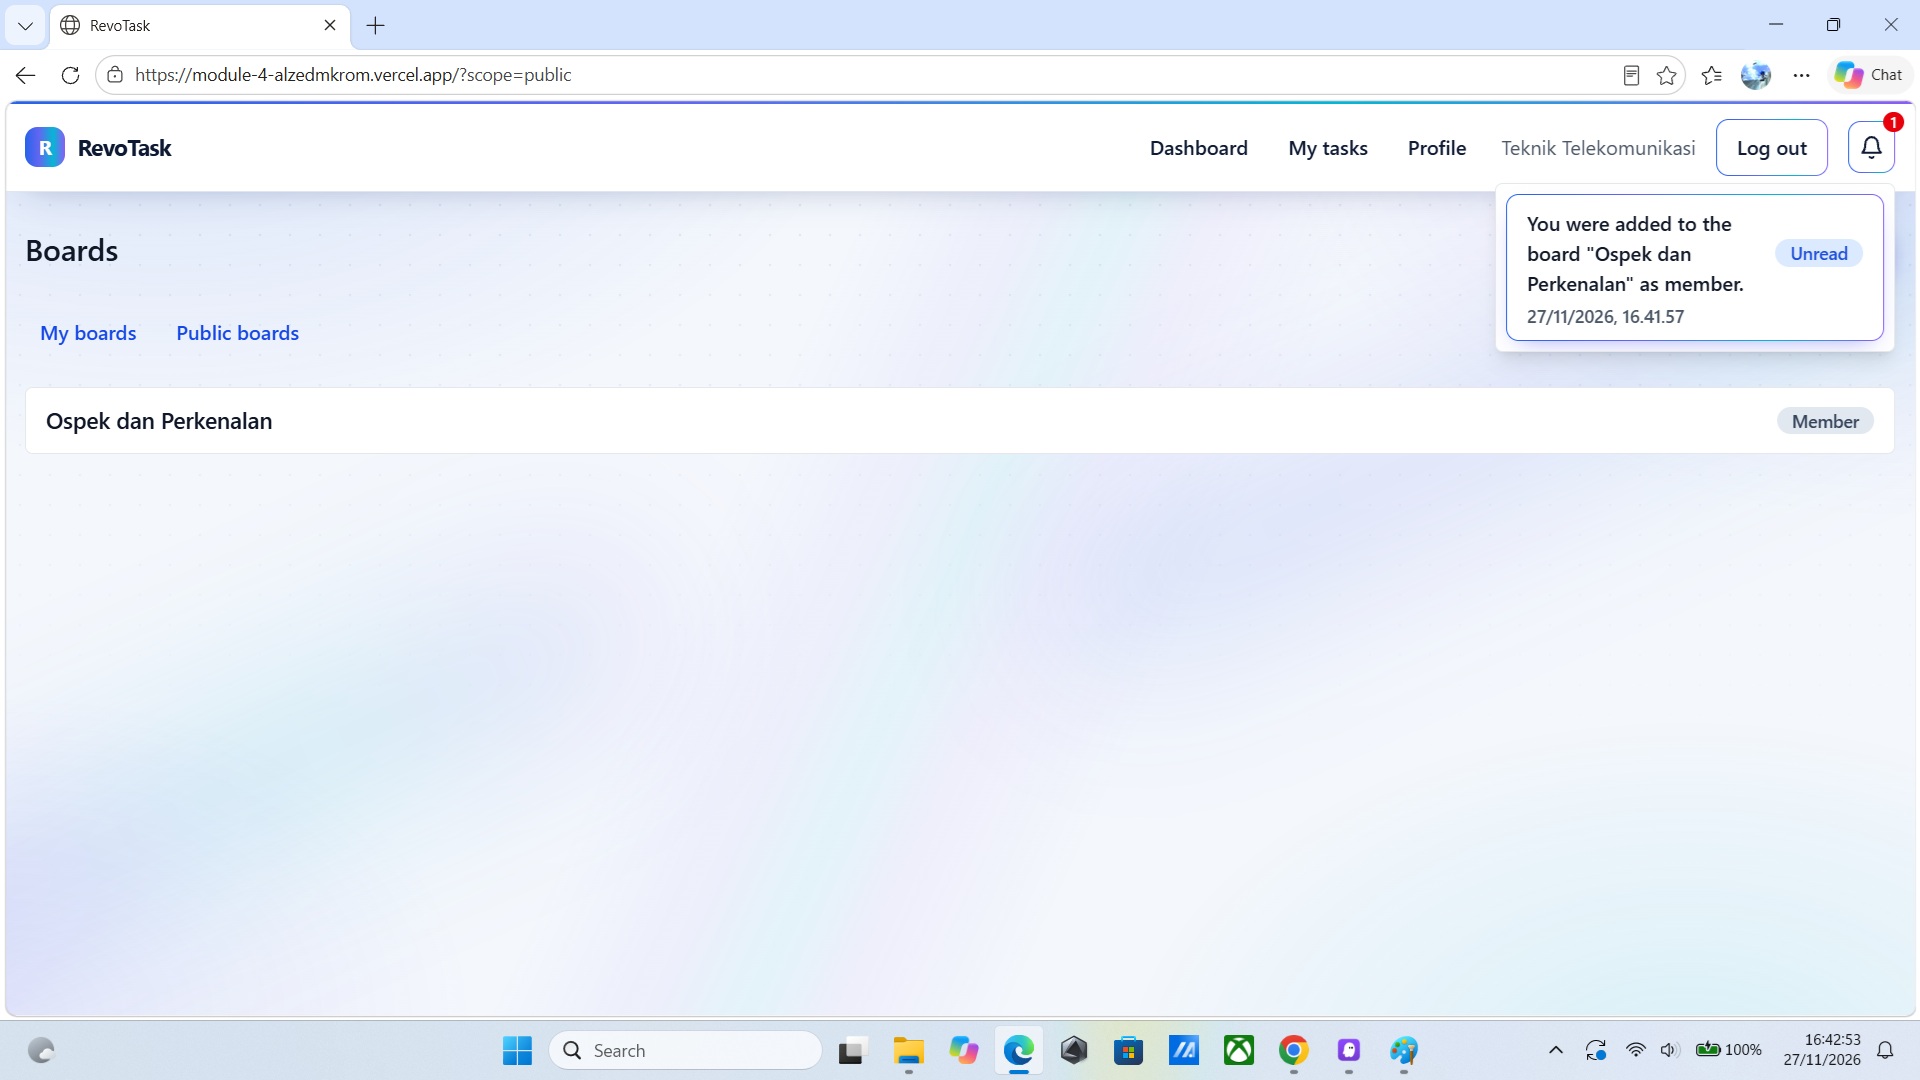 RevoTask
https://module-4-alzedmkrom.vercel.app/?scope=public
Chat
R RevoTask
Dashboard My tasks Profile Teknik Telekomunikasi Log out 1
You were added to the
board "Ospek dan
Perkenalan" as member.
27/11/2026, 16.41.57
Unread
Boards
My boards Public boards
Ospek dan Perkenalan Member
Search
100%
16:42:53
27/11/2026